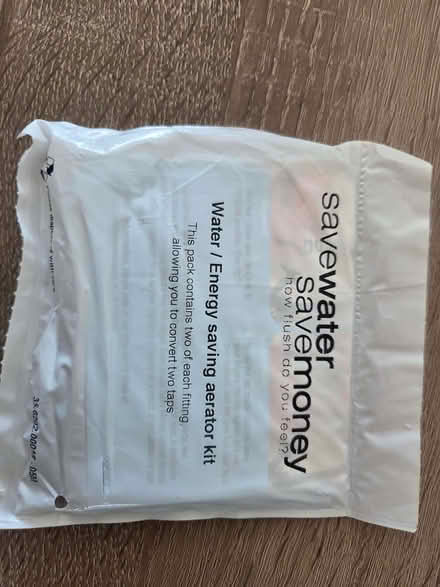 savewater
savemoney
how flush do you feel?
Water / Energy saving aerator kit
This pack contains two of each fitting,
allowing you to convert two taps